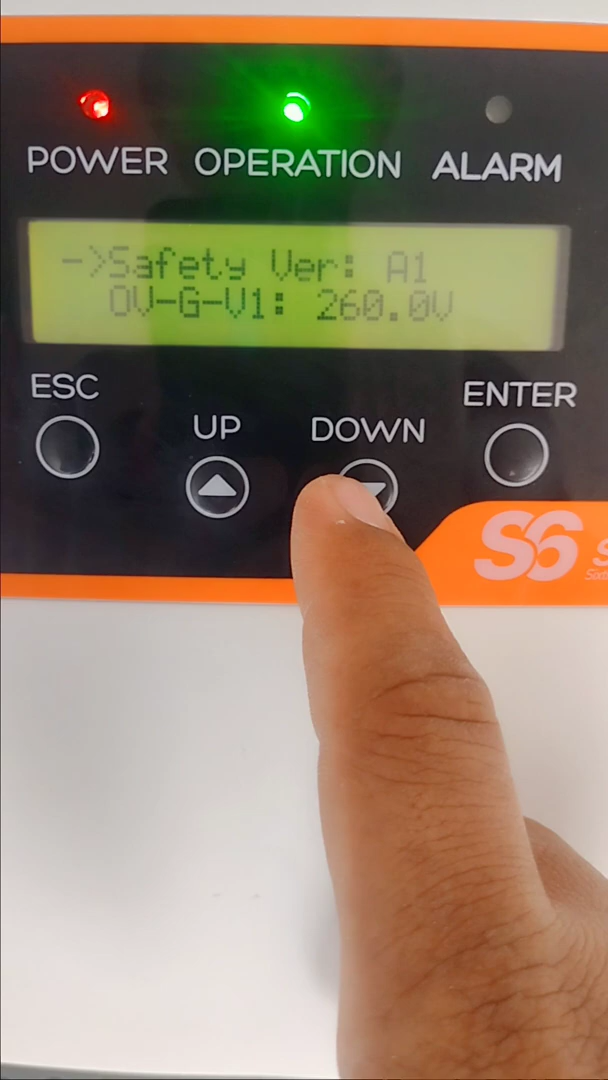 POWER OPERATION ALARM
->Safety Ver: A1
OV-G-V1: 260.0V
ESC
UP
DOWN
ENTER
S6